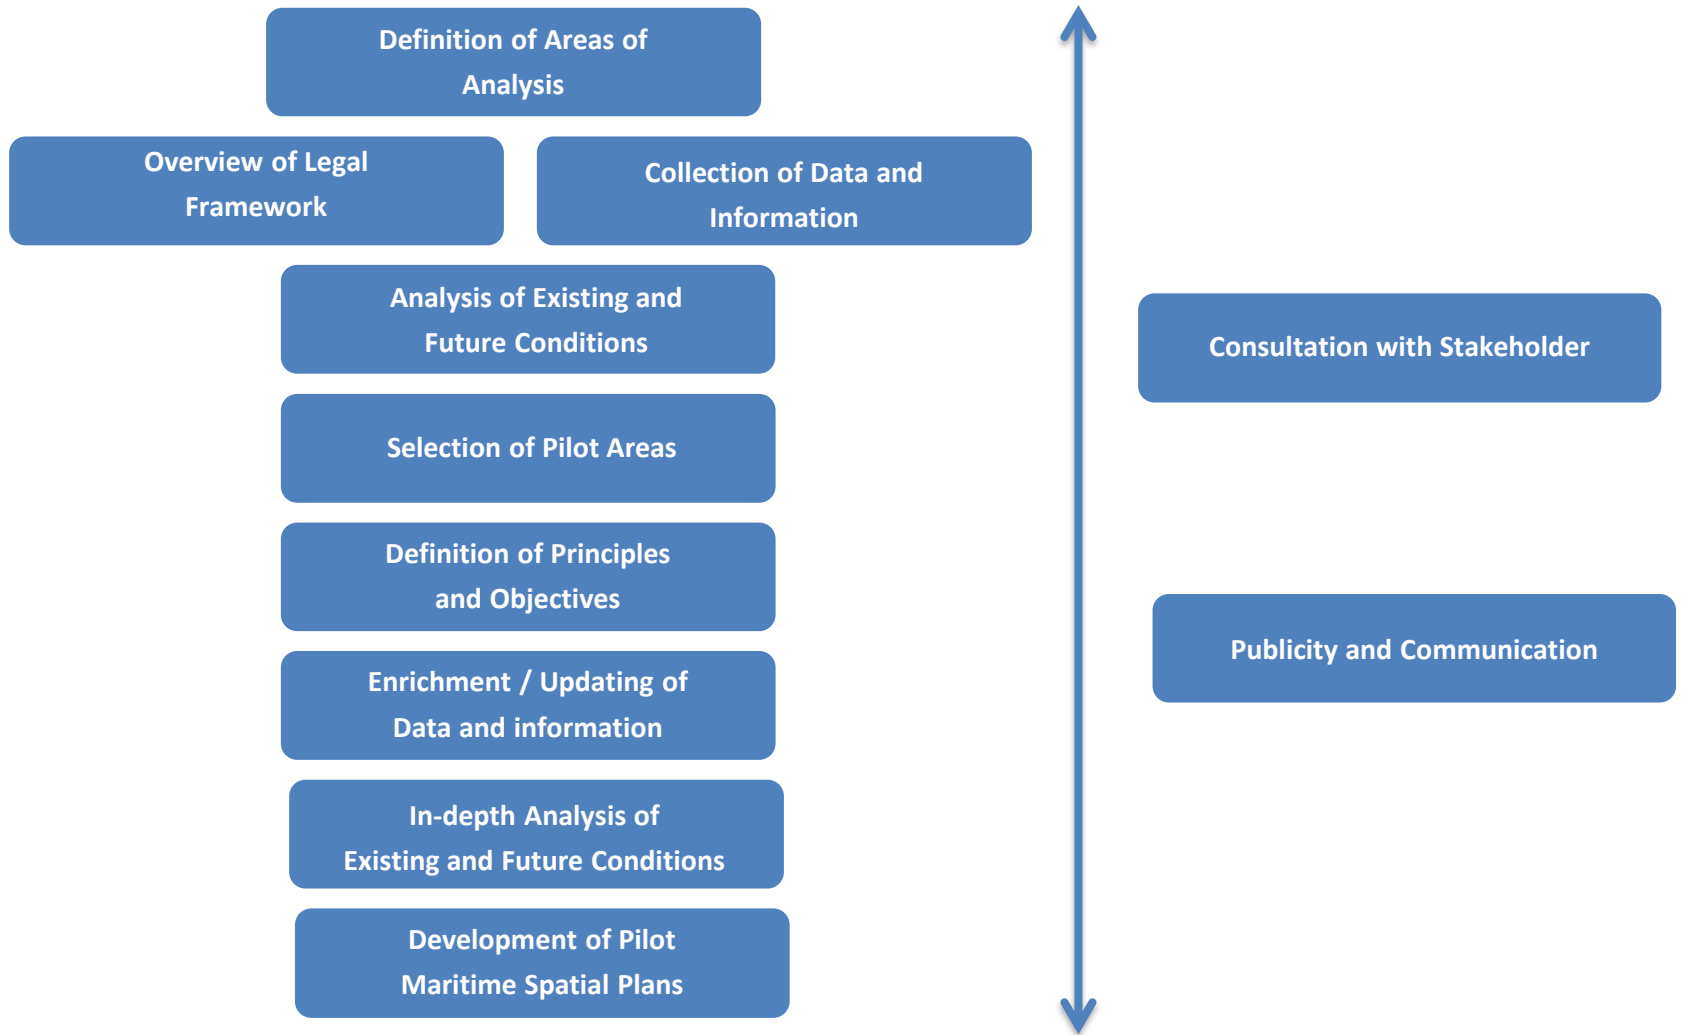 Definition of Areas of
Analysis
Overview of Legal
Framework
Collection of Data and
Information
Analysis of Existing and
Future Conditions
Selection of Pilot Areas
Definition of Principles
and Objectives
Enrichment / Updating of
Data and information
In-depth Analysis of
Existing and Future Conditions
Development of Pilot
Maritime Spatial Plans
Consultation with Stakeholder
Publicity and Communication